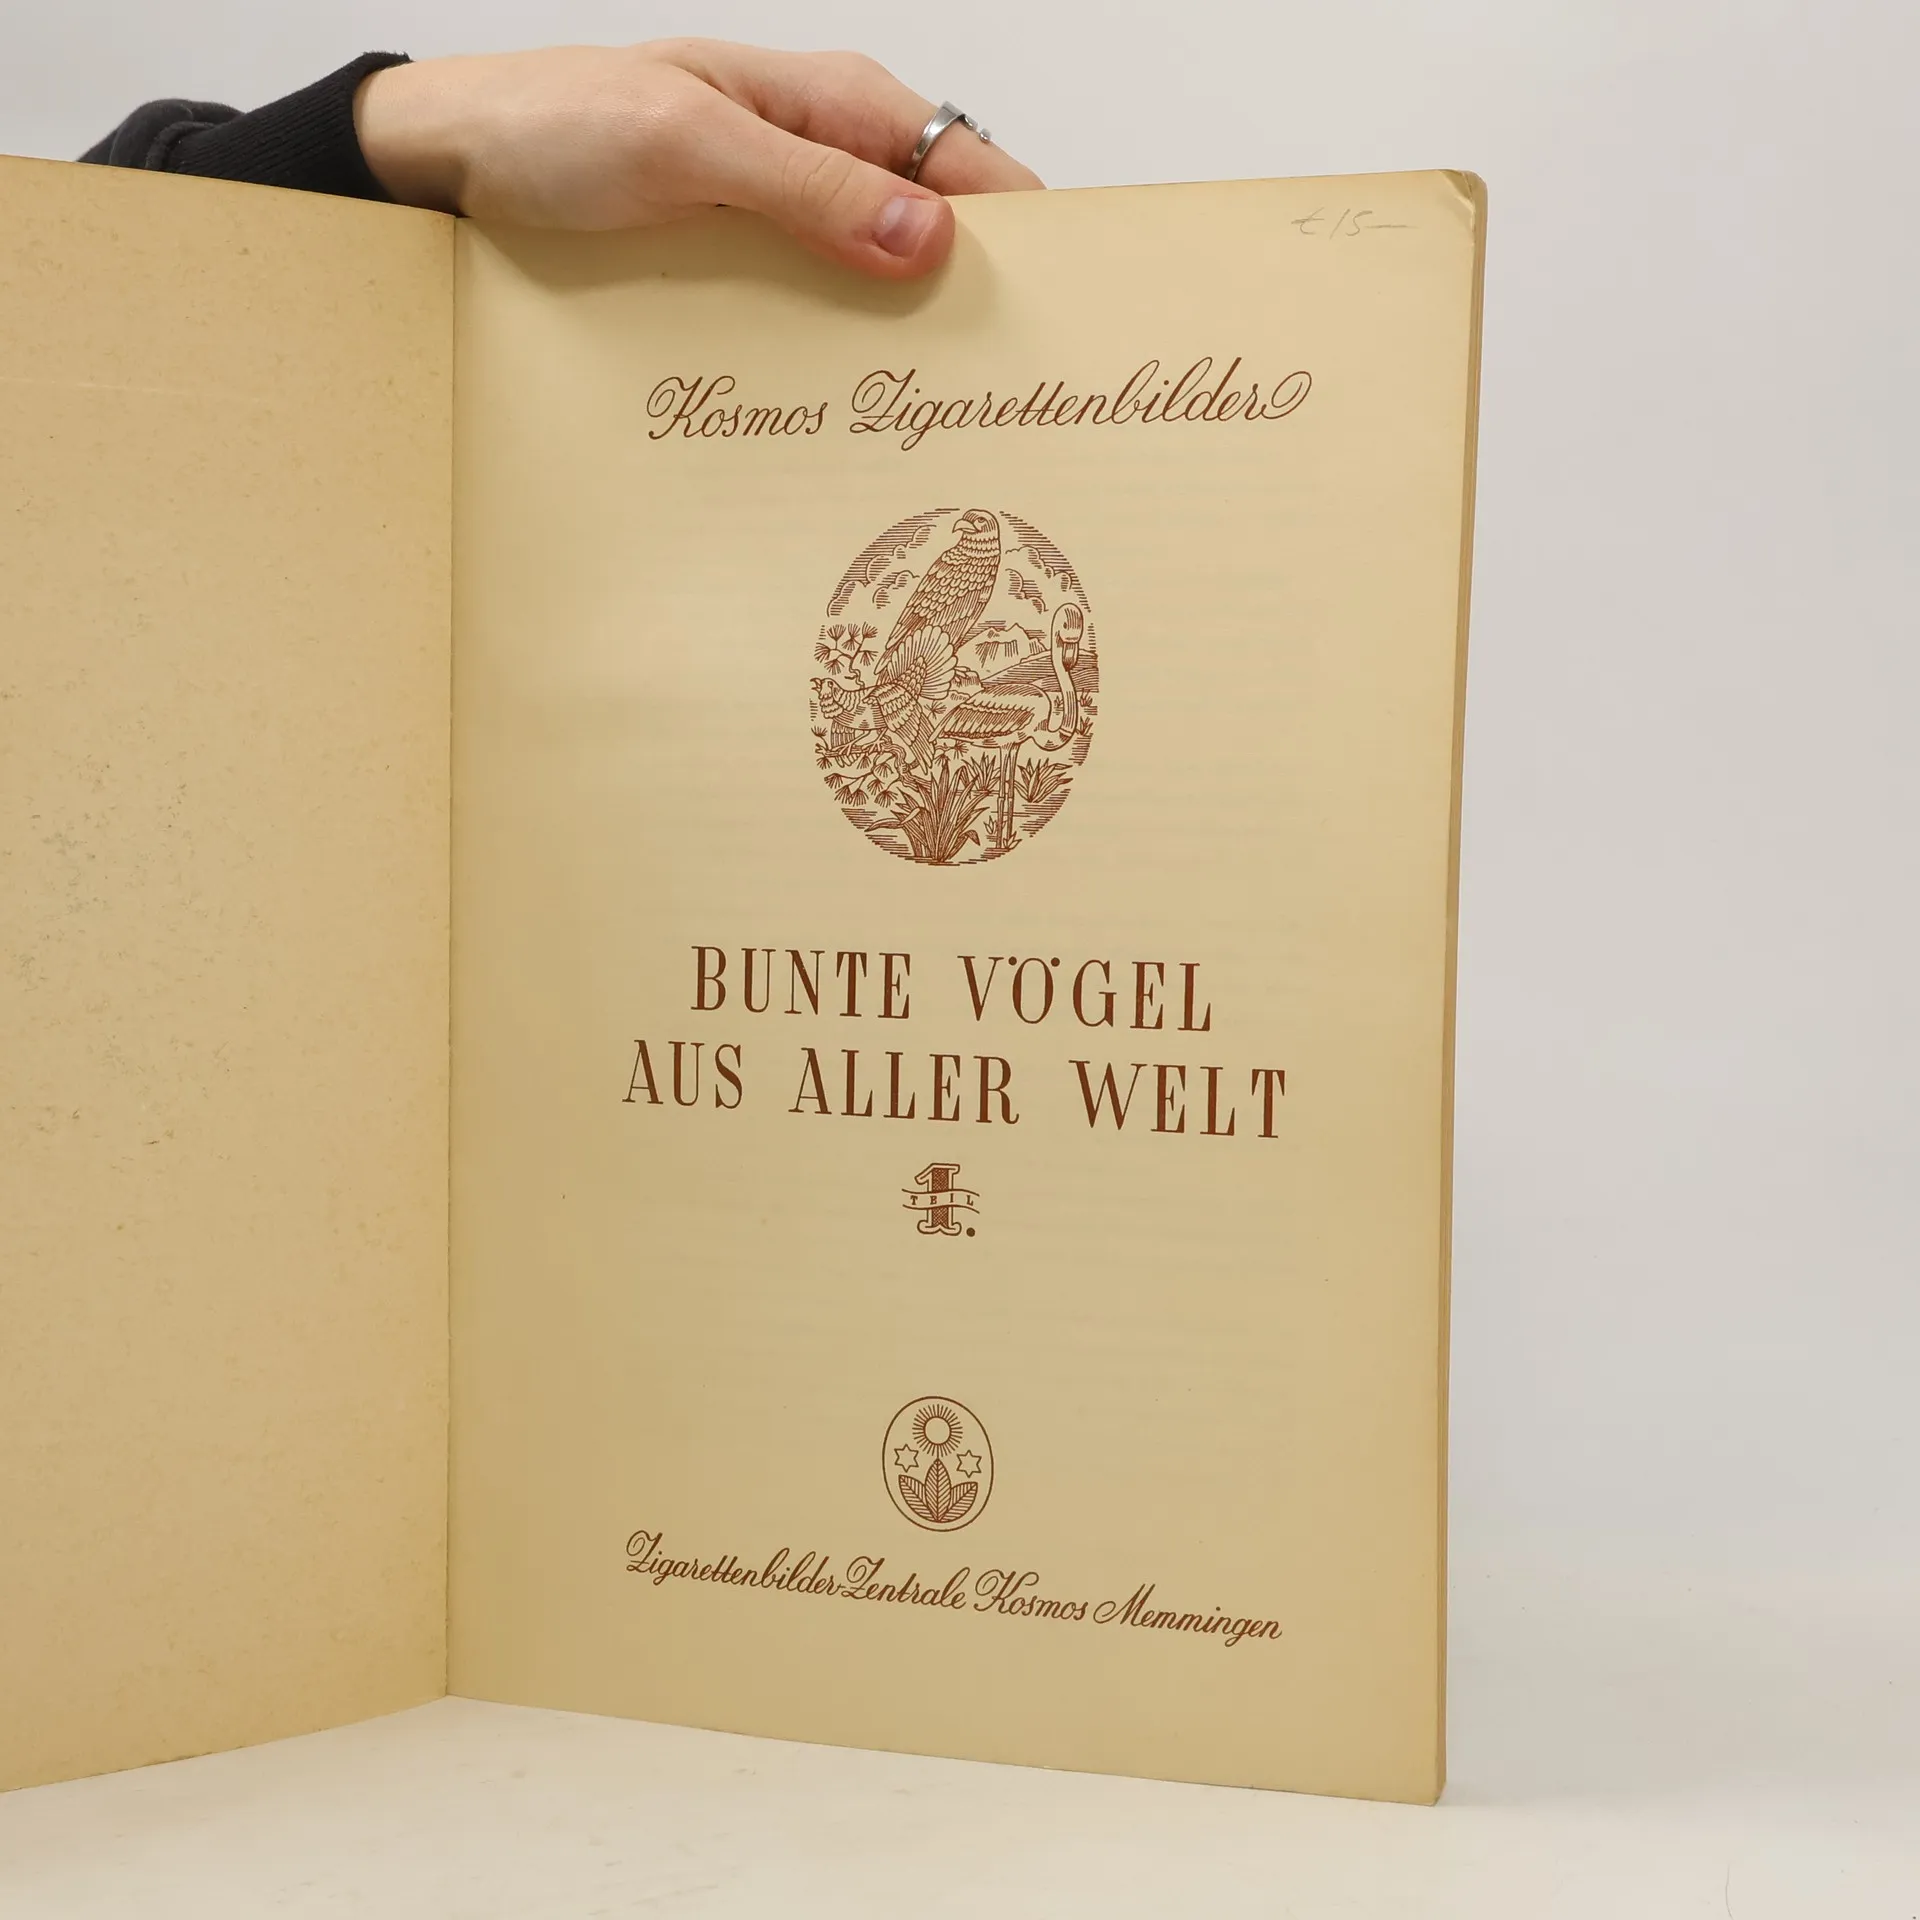 Kosmos Zigarettenbilder
BUNTE VÖGEL
AUS ALLER WELT
1.
TEIL
Zigarettenbilder-Zentrale Kosmos Memmingen